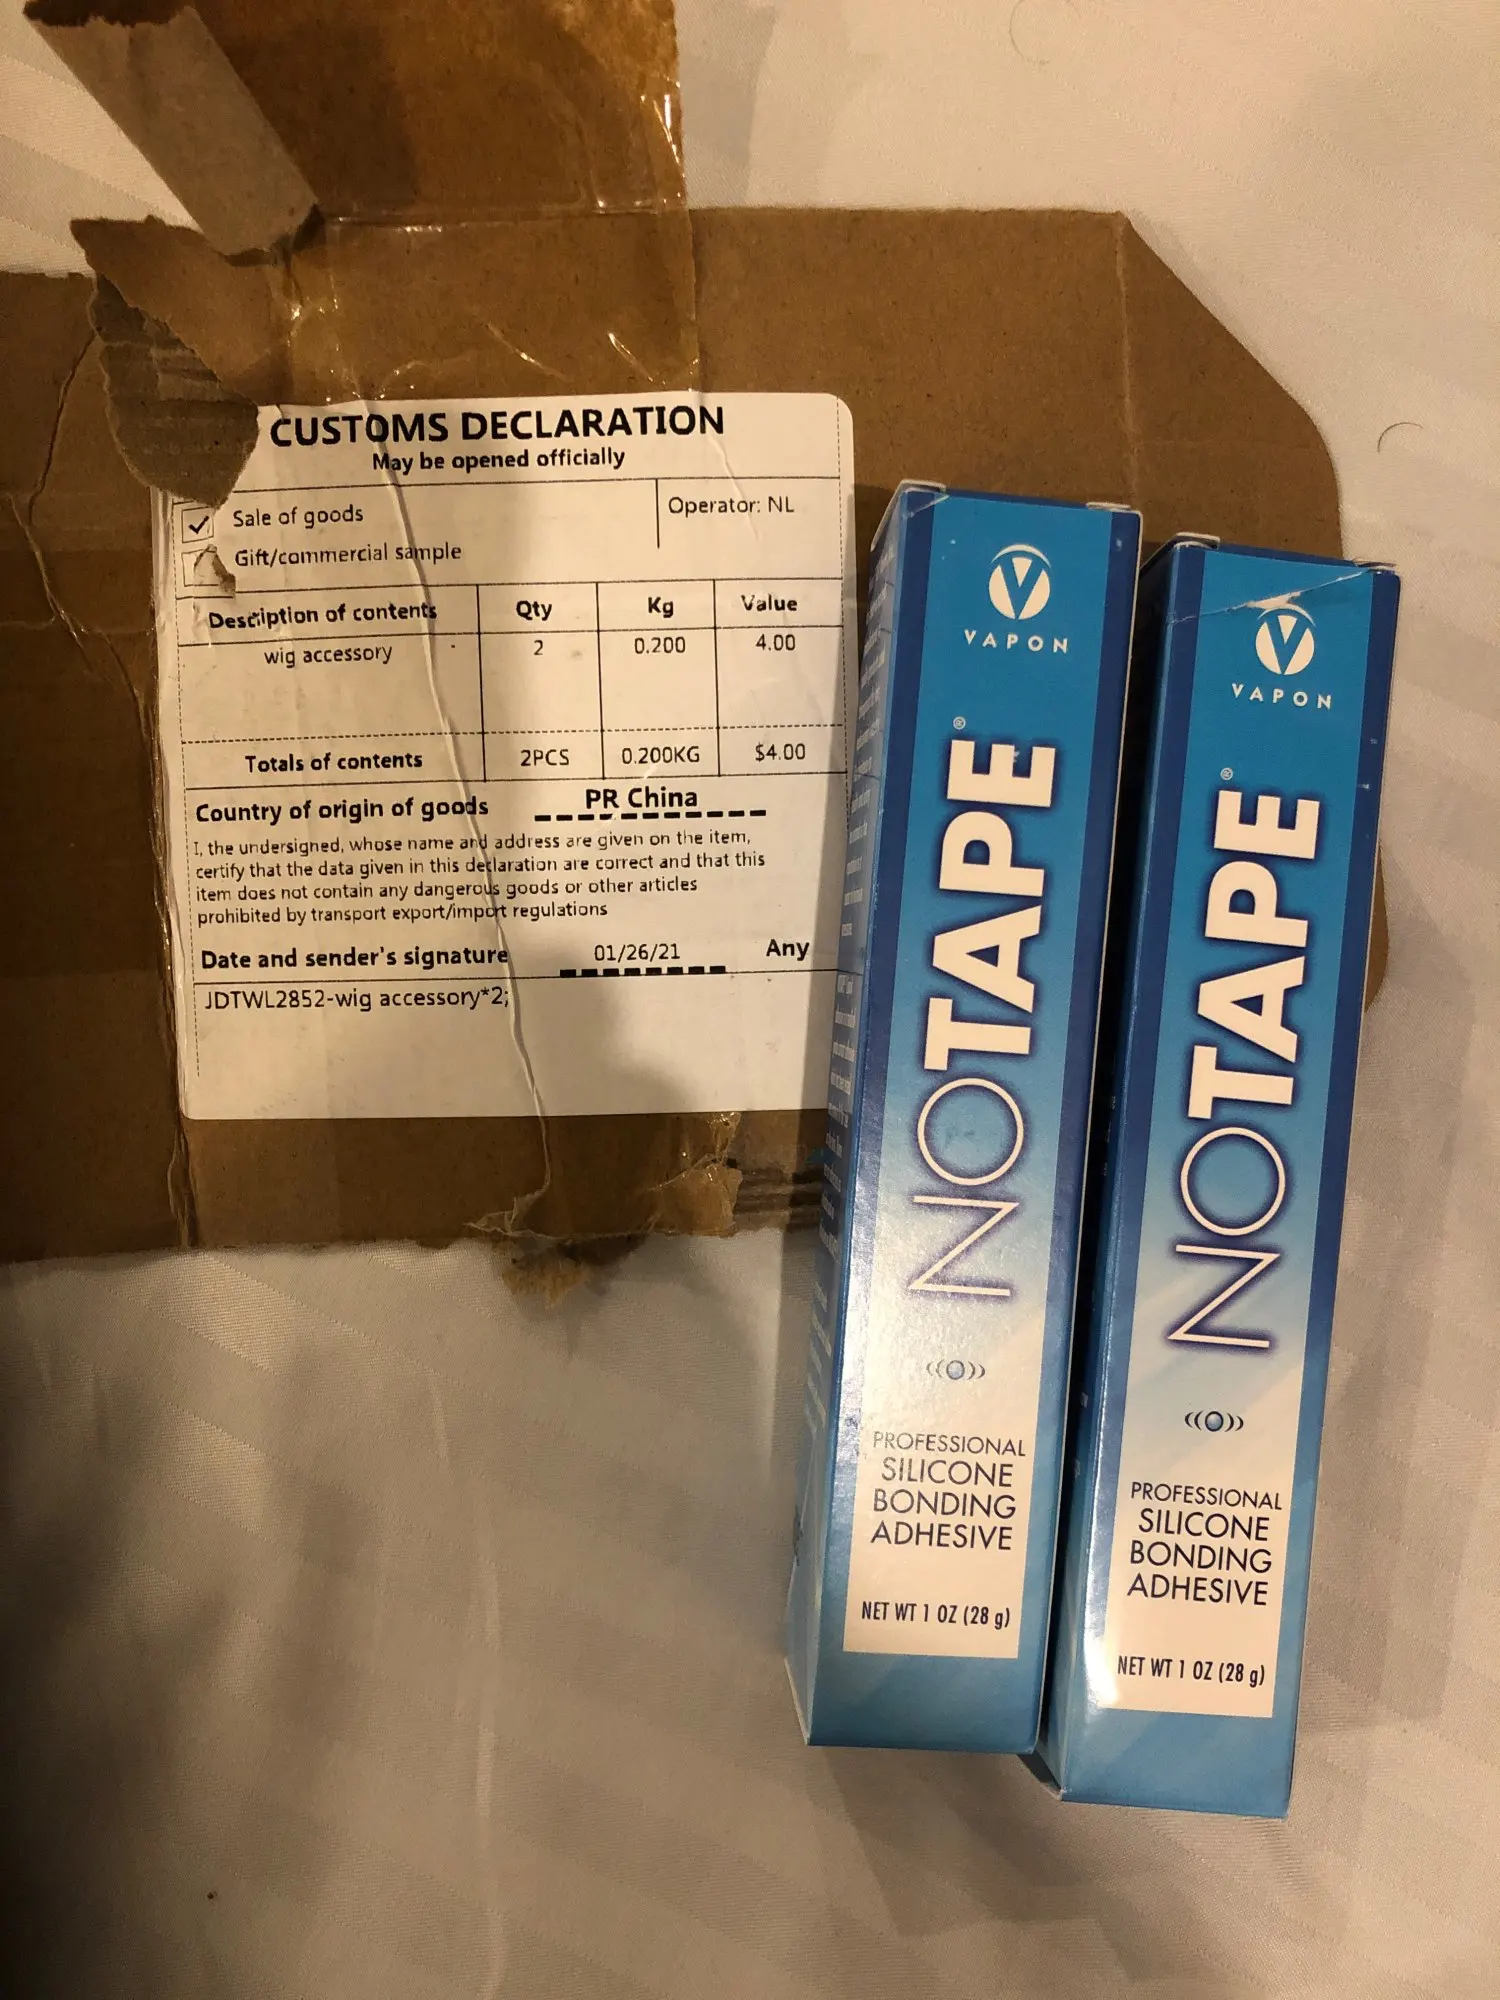 CUSTOMS DECLARATION
May be opened officially
Sale of goods
Operator: NL
Gift/commercial sample
Description of contents Qty Kg Value
wig accessory 2 0.200 4.00
Totals of contents 2PCS 0.200KG $4.00
Country of origin of goods PR China
I, the undersigned, whose name and address are given on the item,
certify that the data given in this declaration are correct and that this
item does not contain any dangerous goods or other articles
prohibited by transport export/import regulations
Date and sender's signature 01/26/21 Any
JDTWL2852-wig accessory*2;
VAPON
NOTAPE®
PROFESSIONAL
SILICONE
BONDING
ADHESIVE
NET WT 1 OZ (28 g)
VAPON
NOTAPE®
PROFESSIONAL
SILICONE
BONDING
ADHESIVE
NET WT 1 OZ (28 g)